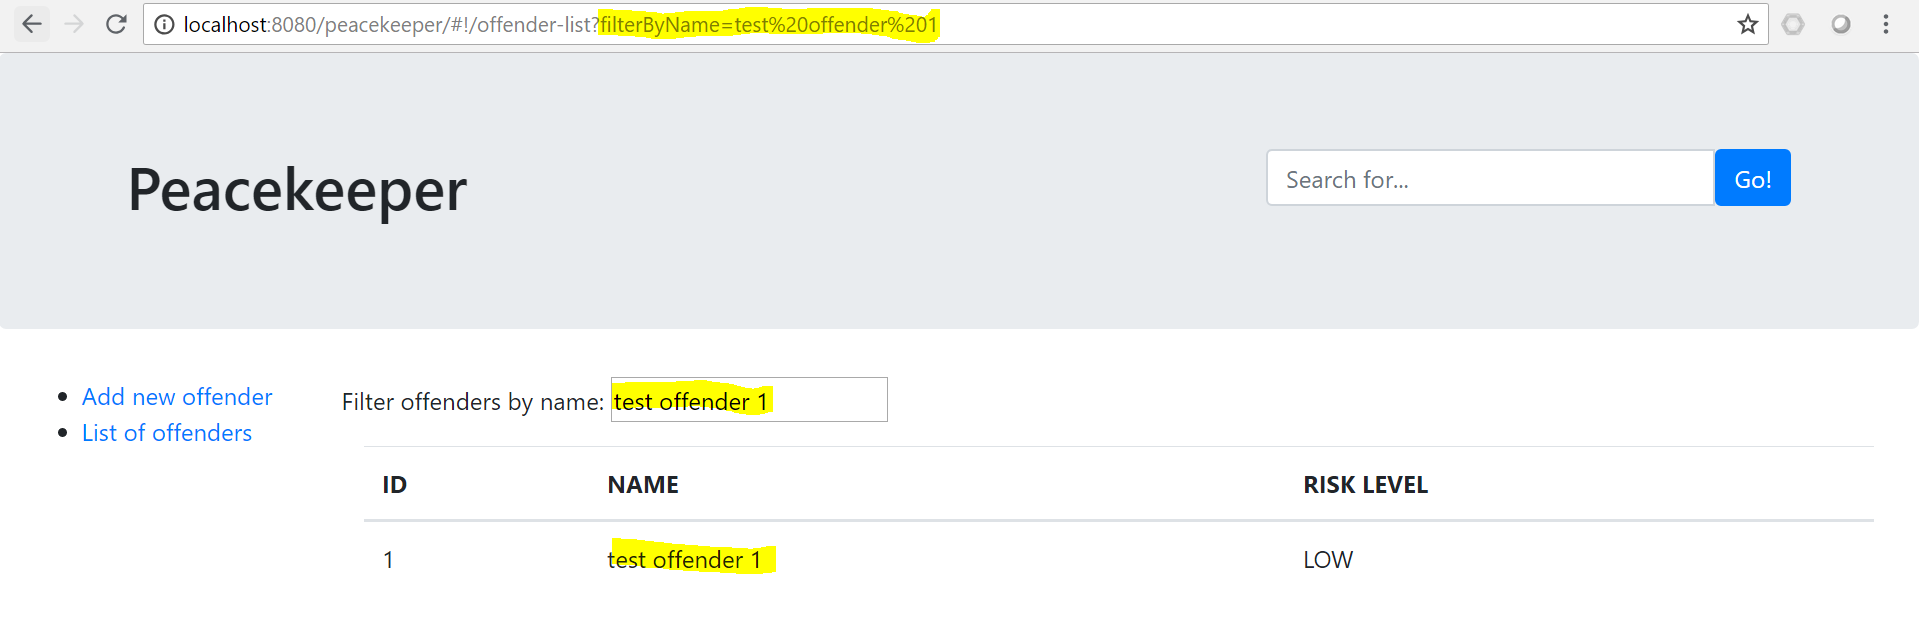 localhost:8080/peacekeeper/#!/offender-list?filterByName=test%20offender%201
Peacekeeper
Search for...
Go!
Add new offender
List of offenders
Filter offenders by name: test offender 1
ID NAME RISK LEVEL
1 test offender 1 LOW